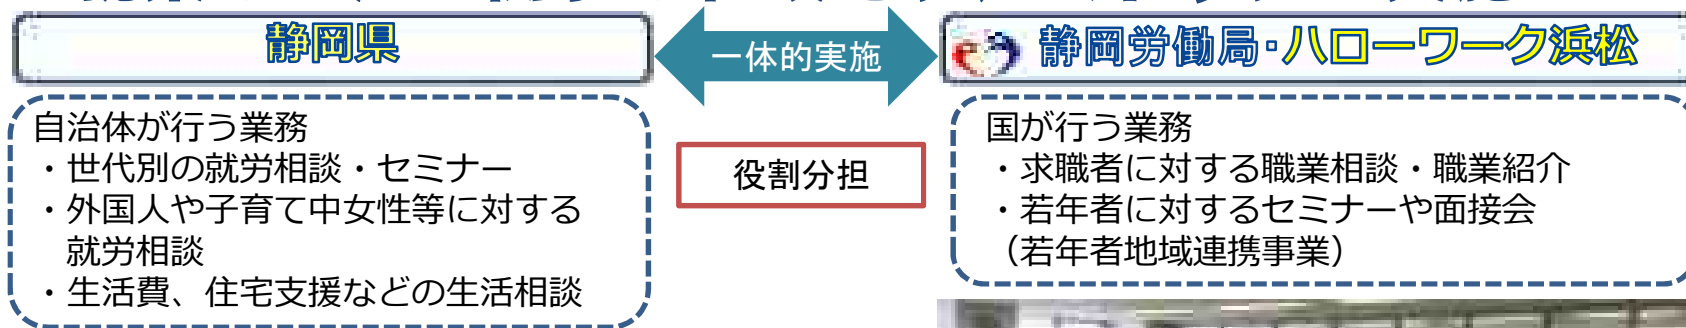 静岡県
一体的実施
静岡労働局・ハローワーク浜松
自治体が行う業務
・世代別の就労相談・セミナー
・外国人や子育て中女性等に対する
就労相談
・生活費、住宅支援などの生活相談
役割分担
国が行う業務
・求職者に対する職業相談・職業紹介
・若年者に対するセミナーや面接会
（若年者地域連携事業）